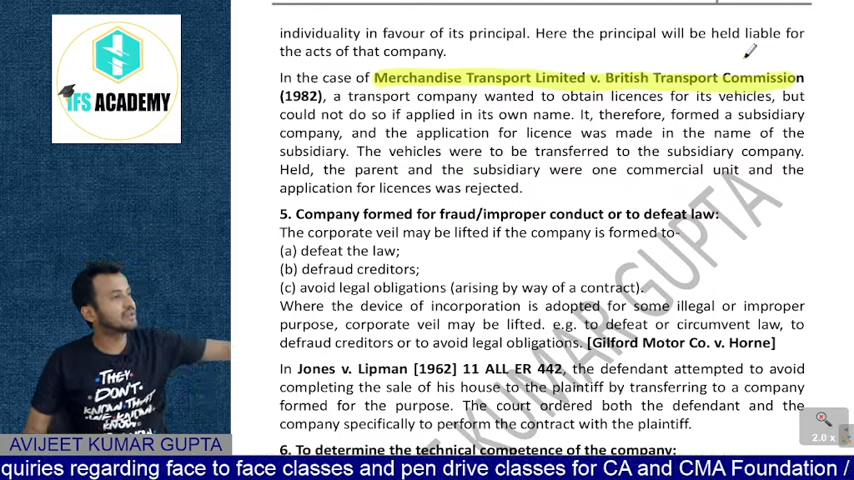 individuality in favour of its principal. Here the principal will be held liable for
the acts of that company.
In the case of Merchandise Transport Limited v. British Transport Commission
(1982), a transport company wanted to obtain licences for its vehicles, but
could not do so if applied in its own name. It, therefore, formed a subsidiary
company, and the application for licence was made in the name of the
subsidiary. The vehicles were to be transferred to the subsidiary company.
Held, the parent and the subsidiary were one commercial unit and the
application for licences was rejected.
5. Company formed for fraud/improper conduct or to defeat law:
The corporate veil may be lifted if the company is formed to-
(a) defeat the law;
(b) defraud creditors;
(c) avoid legal obligations (arising by way of a contract).
Where the device of incorporation is adopted for some illegal or improper
purpose, corporate veil may be lifted. e.g. to defeat or circumvent law, to
defraud creditors or to avoid legal obligations. [Gilford Motor Co. v. Horne]
In Jones v. Lipman [1962] 11 ALL ER 442, the defendant attempted to avoid
completing the sale of his house to the plaintiff by transferring to a company
formed for the purpose. The court ordered both the defendant and the
company specifically to perform the contract with the plaintiff.
6. To determine the technical competence of the company:
IFS ACADEMY
THEY
DON'T
KNOW THAT
WE KNOW
AVIJEET KUMAR GUPTA
T KUMAR GUPTA
2.0 x
quiries regarding face to face classes and pen drive classes for CA and CMA Foundation /